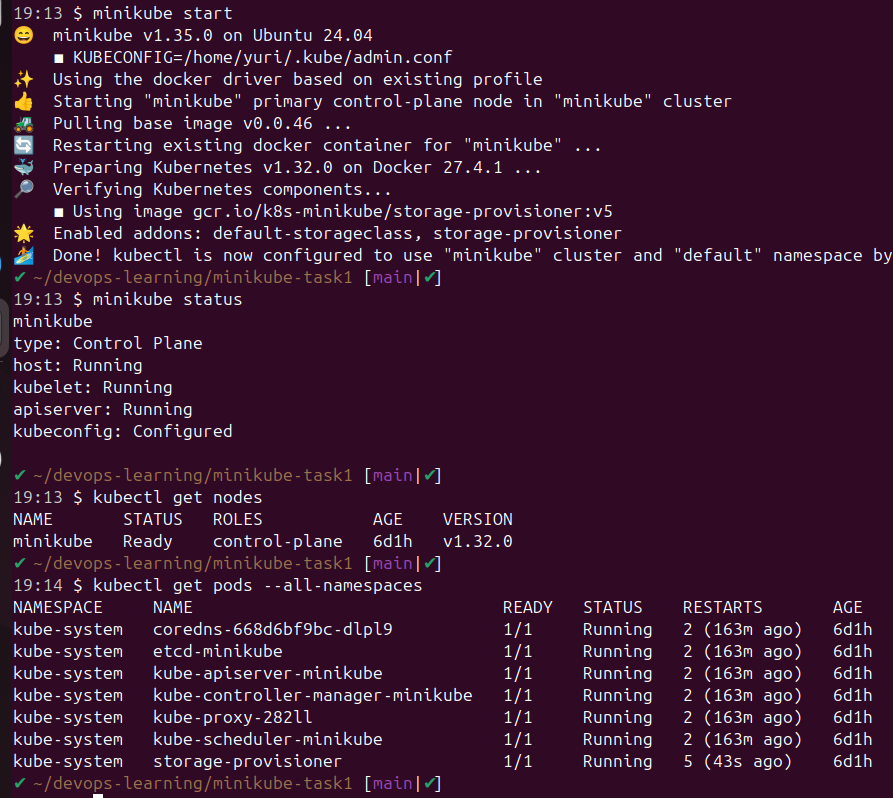 19:13 $ minikube start
😄 minikube v1.35.0 on Ubuntu 24.04
■ KUBECONFIG=/home/yuri/.kube/admin.conf
✨ Using the docker driver based on existing profile
👍 Starting "minikube" primary control-plane node in "minikube" cluster
🚜 Pulling base image v0.0.46 ...
🔄 Restarting existing docker container for "minikube" ...
🐳 Preparing Kubernetes v1.32.0 on Docker 27.4.1 ...
🔎 Verifying Kubernetes components...
■ Using image gcr.io/k8s-minikube/storage-provisioner:v5
🌟 Enabled addons: default-storageclass, storage-provisioner
🏄 Done! kubectl is now configured to use "minikube" cluster and "default" namespace by
✔ ~/devops-learning/minikube-task1 [main|✔]
19:13 $ minikube status
minikube
type: Control Plane
host: Running
kubelet: Running
apiserver: Running
kubeconfig: Configured
✔ ~/devops-learning/minikube-task1 [main|✔]
19:13 $ kubectl get nodes
NAME STATUS ROLES AGE VERSION
minikube Ready control-plane 6d1h v1.32.0
✔ ~/devops-learning/minikube-task1 [main|✔]
19:14 $ kubectl get pods --all-namespaces
NAMESPACE NAME READY STATUS RESTARTS AGE
kube-system coredns-668d6bf9bc-dlpl9 1/1 Running 2 (163m ago) 6d1h
kube-system etcd-minikube 1/1 Running 2 (163m ago) 6d1h
kube-system kube-apiserver-minikube 1/1 Running 2 (163m ago) 6d1h
kube-system kube-controller-manager-minikube 1/1 Running 2 (163m ago) 6d1h
kube-system kube-proxy-282ll 1/1 Running 2 (163m ago) 6d1h
kube-system kube-scheduler-minikube 1/1 Running 2 (163m ago) 6d1h
kube-system storage-provisioner 1/1 Running 5 (43s ago) 6d1h
✔ ~/devops-learning/minikube-task1 [main|✔]